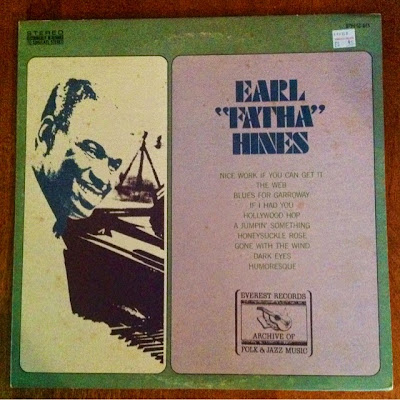 STEREO
EARL
"FATHA"
HINES
NICE WORK IF YOU CAN GET IT
THE WEB
BLUES FOR GARROWAY
IF I HAD YOU
HOLLYWOOD HOP
A JUMPIN' SOMETHING
HONEYSUCKLE ROSE
GONE WITH THE WIND
DARK EYES
HUMORESQUE
EVEREST RECORDS
ARCHIVE OF
FOLK & JAZZ MUSIC